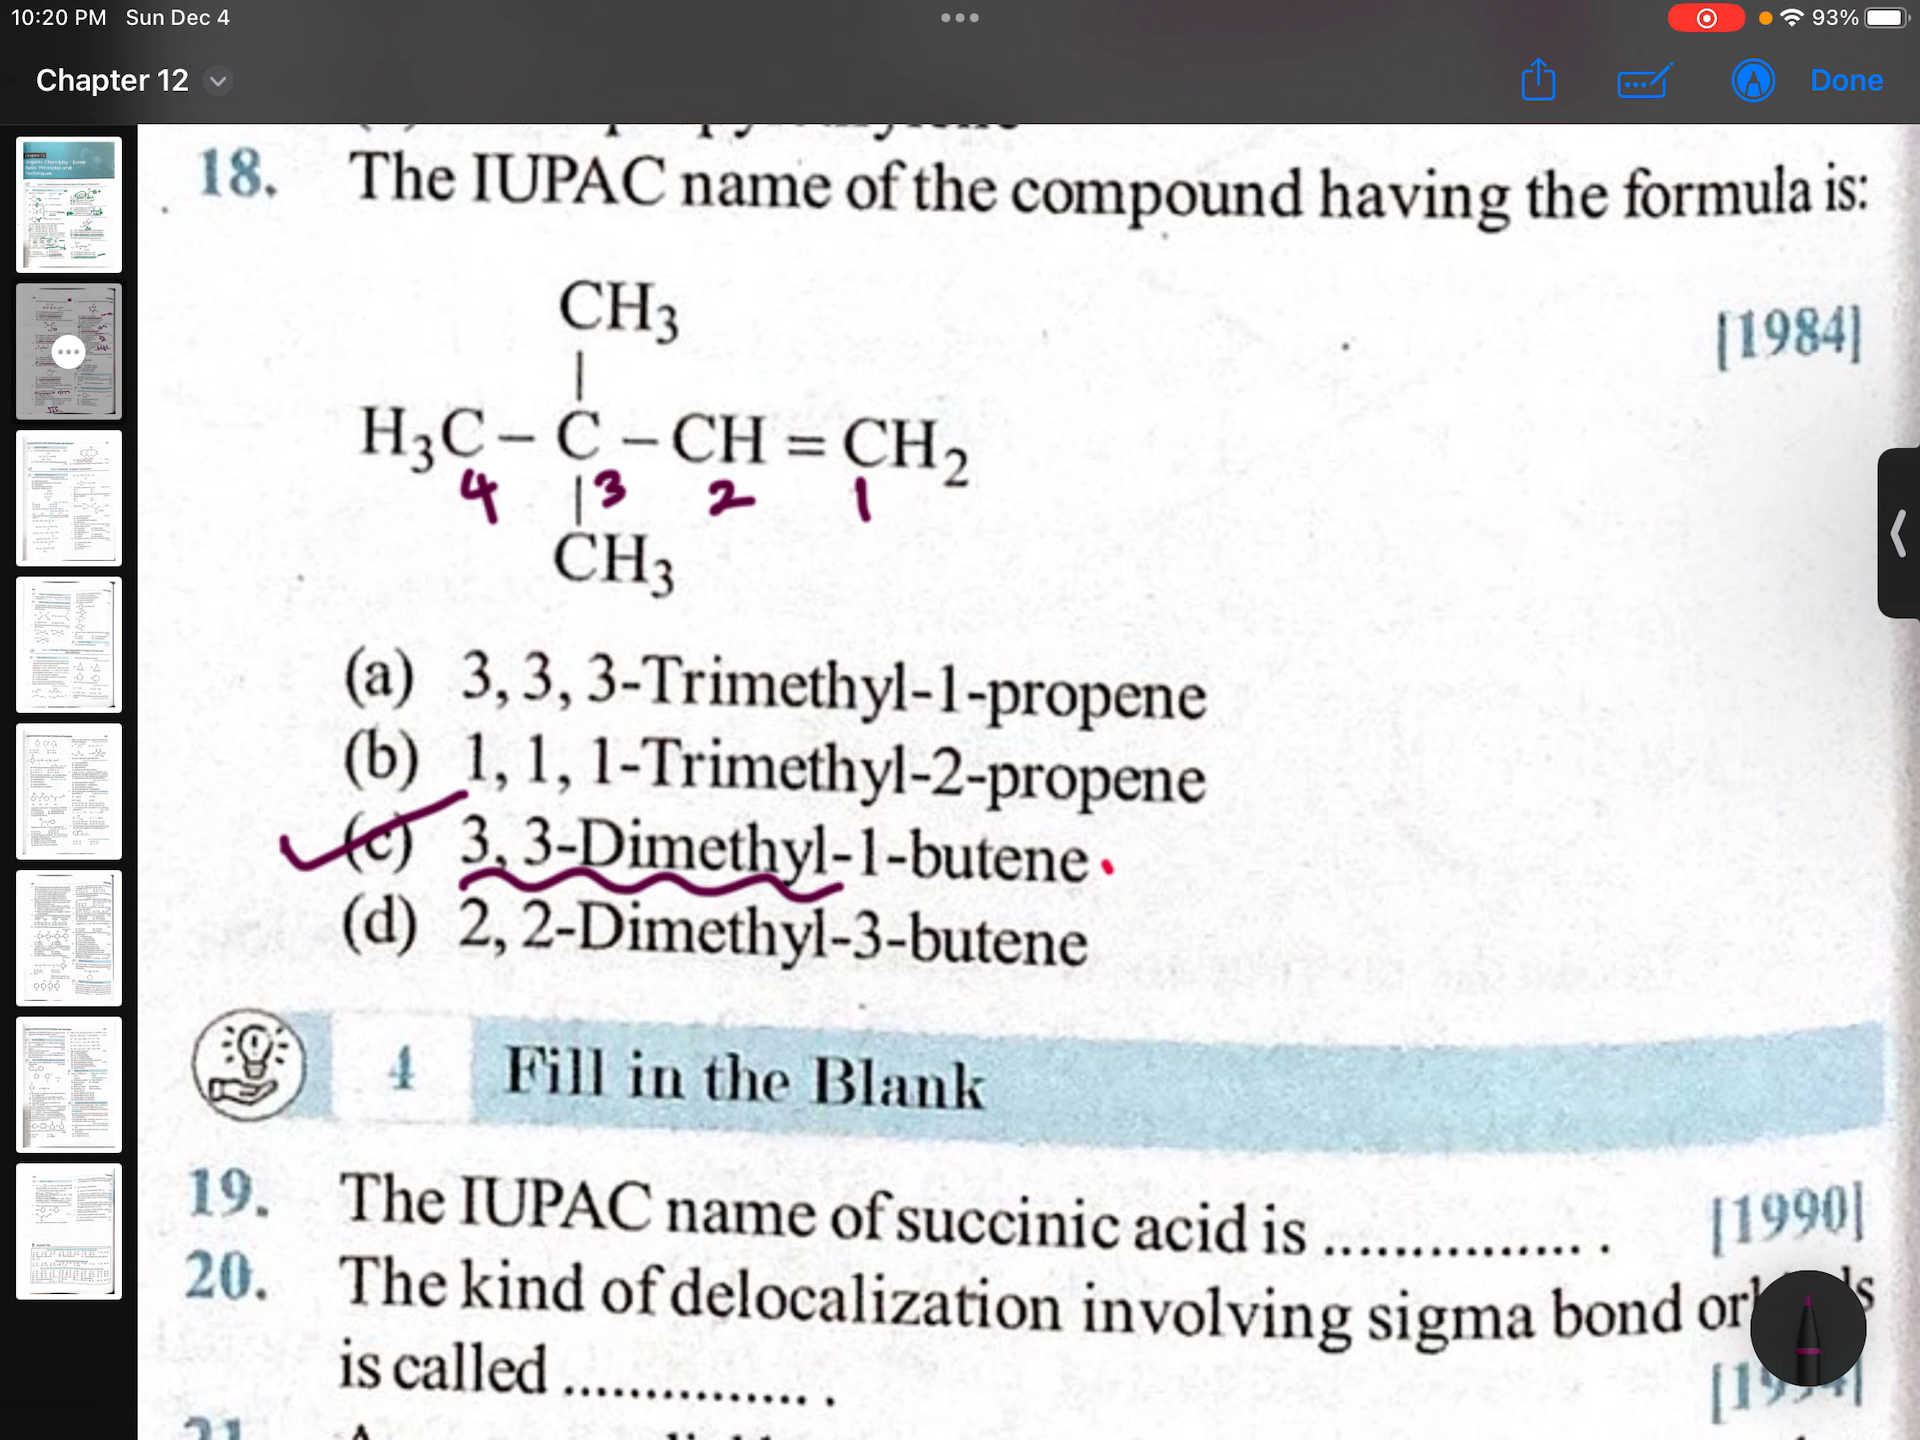 10:20 PM Sun Dec 4
93%
Chapter 12
Done
18. The IUPAC name of the compound having the formula is:
[1984]
CH3
|
H3C – C – CH = CH2
4 | 3 2 1
CH3
(a) 3, 3, 3-Trimethyl-1-propene
(b) 1, 1, 1-Trimethyl-2-propene
(c) 3, 3-Dimethyl-1-butene
(d) 2, 2-Dimethyl-3-butene
4 Fill in the Blank
19. The IUPAC name of succinic acid is ............... . [1990]
20. The kind of delocalization involving sigma bond
is called ............... .